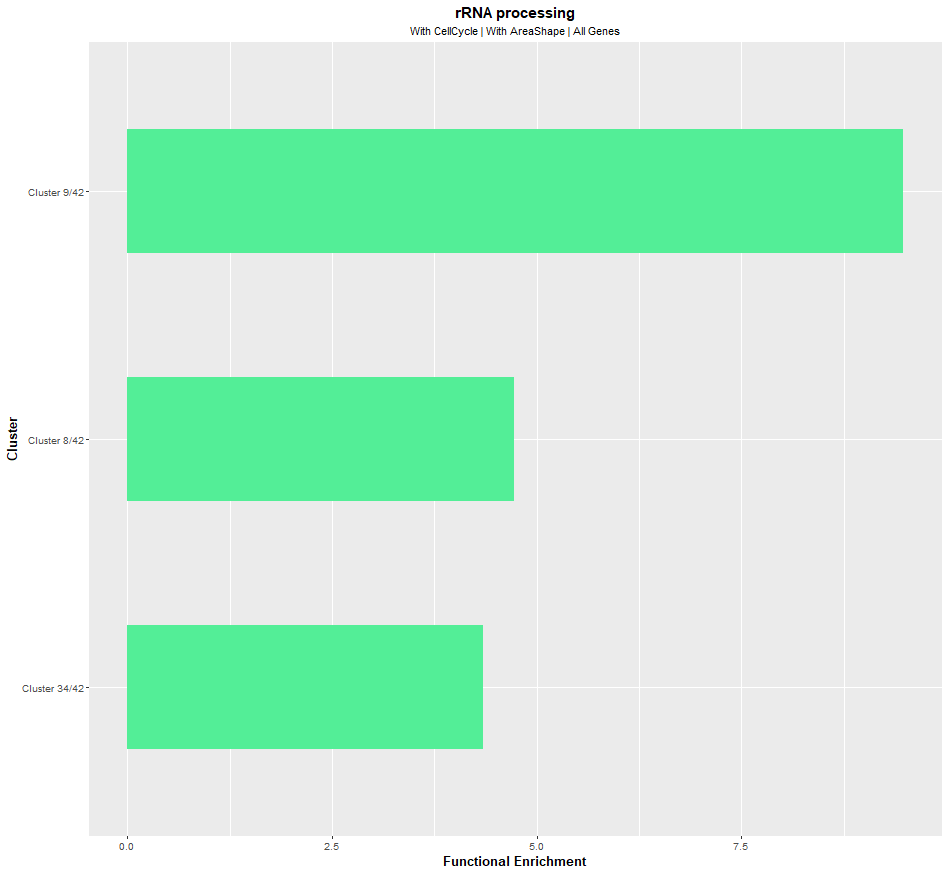 rRNA processing
With CellCycle | With AreaShape | All Genes
Cluster
Cluster 9/42
Cluster 8/42
Cluster 34/42
0.0 2.5 5.0 7.5
Functional Enrichment